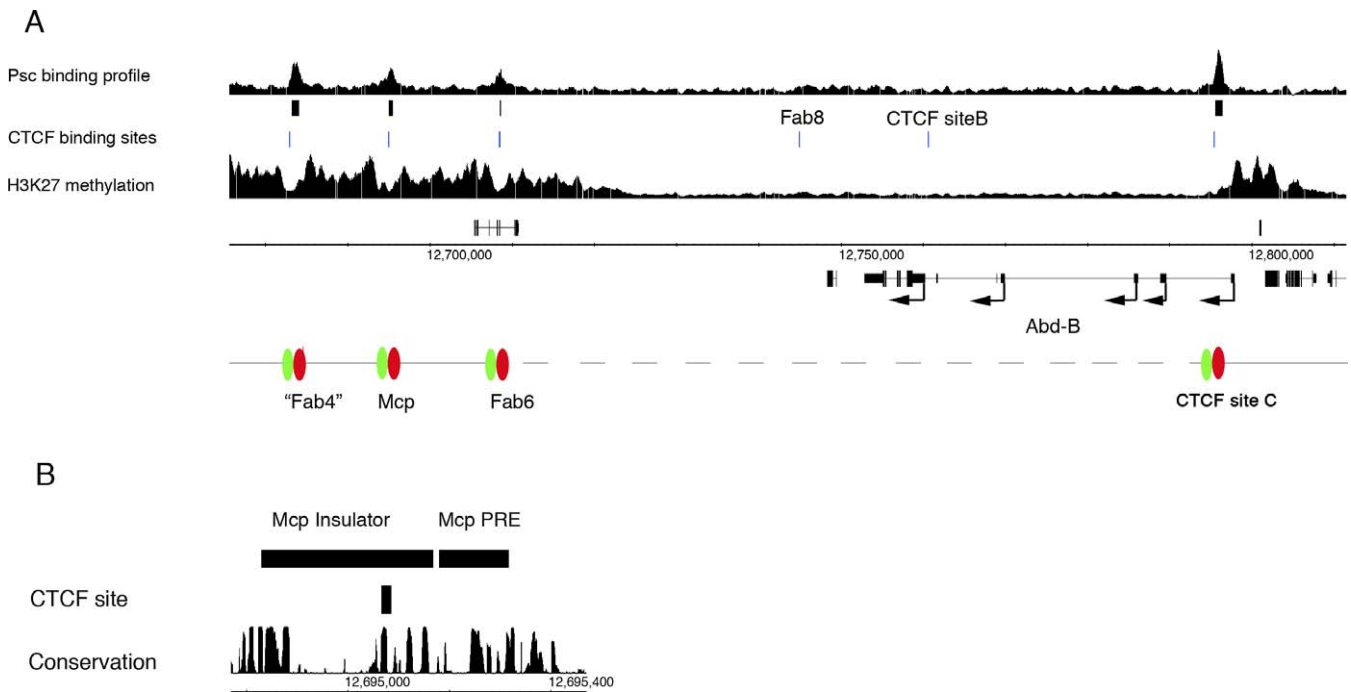 A
Psc binding profile
CTCF binding sites
Fab8
CTCF siteB
H3K27 methylation
12,700,000
12,750,000
12,800,000
Abd-B
“Fab4”
Mcp
Fab6
CTCF site C
B
Mcp Insulator
Mcp PRE
CTCF site
Conservation
12,695,000
12,695,400